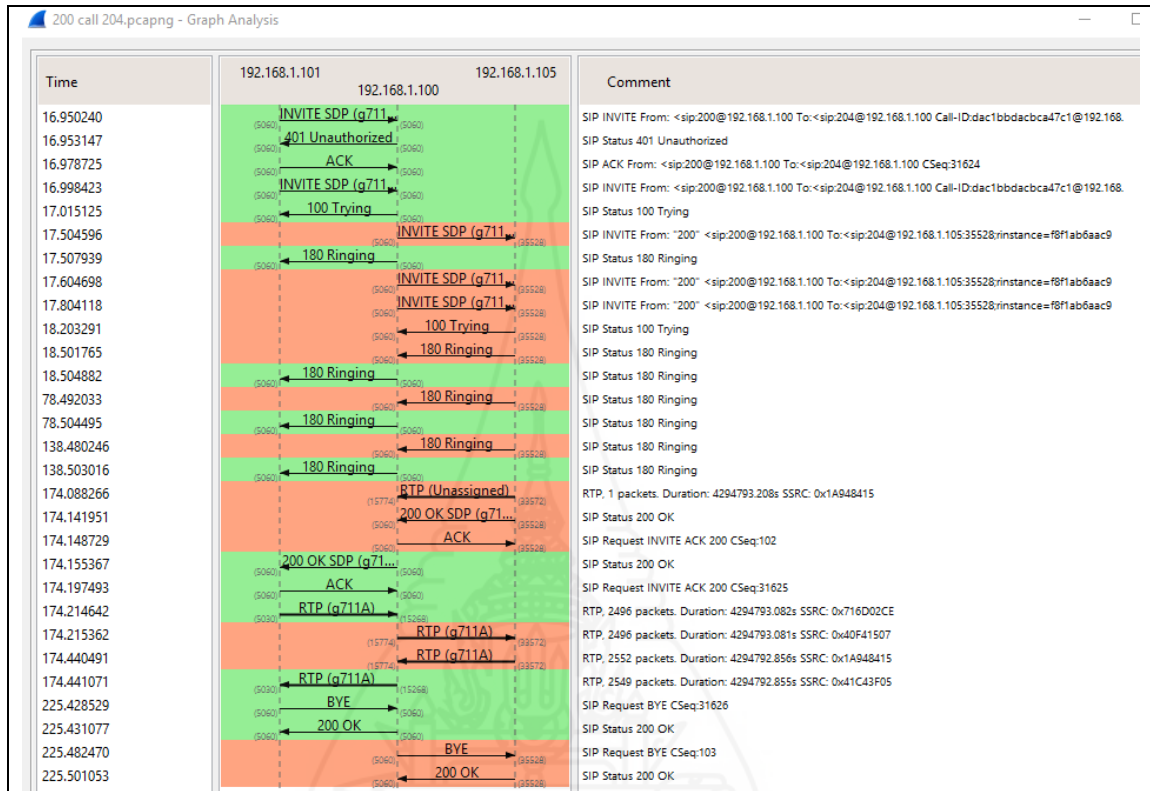 200 call 204.pcapng - Graph Analysis
Time 192.168.1.101 192.168.1.100 192.168.1.105 Comment
16.950240 (5060) INVITE SDP (g711... (5060) SIP INVITE From: <sip:200@192.168.1.100 To:<sip:204@192.168.1.100 Call-ID:dac1bbdacbca47c1@192.168.
16.953147 (5060) 401 Unauthorized (5060) SIP Status 401 Unauthorized
16.978725 (5060) ACK (5060) SIP ACK From: <sip:200@192.168.1.100 To:<sip:204@192.168.1.100 CSeq:31624
16.998423 (5060) INVITE SDP (g711... (5060) SIP INVITE From: <sip:200@192.168.1.100 To:<sip:204@192.168.1.100 Call-ID:dac1bbdacbca47c1@192.168.
17.015125 (5060) 100 Trying (5060) SIP Status 100 Trying
17.504596 (5060) INVITE SDP (g711... (35528) SIP INVITE From: "200" <sip:200@192.168.1.100 To:<sip:204@192.168.1.105:35528;rinstance=f8f1ab6aac9
17.507939 (5060) 180 Ringing (5060) SIP Status 180 Ringing
17.604698 (5060) INVITE SDP (g711... (35528) SIP INVITE From: "200" <sip:200@192.168.1.100 To:<sip:204@192.168.1.105:35528;rinstance=f8f1ab6aac9
17.804118 (5060) INVITE SDP (g711... (35528) SIP INVITE From: "200" <sip:200@192.168.1.100 To:<sip:204@192.168.1.105:35528;rinstance=f8f1ab6aac9
18.203291 (5060) 100 Trying (35528) SIP Status 100 Trying
18.501765 (5060) 180 Ringing (35528) SIP Status 180 Ringing
18.504882 (5060) 180 Ringing (5060) SIP Status 180 Ringing
78.492033 (5060) 180 Ringing (35528) SIP Status 180 Ringing
78.504495 (5060) 180 Ringing (5060) SIP Status 180 Ringing
138.480246 (5060) 180 Ringing (35528) SIP Status 180 Ringing
138.503016 (5060) 180 Ringing (5060) SIP Status 180 Ringing
174.088266 (15774) RTP (Unassigned) (33572) RTP, 1 packets. Duration: 4294793.208s SSRC: 0x1A948415
174.141951 (5060) 200 OK SDP (g71... (35528) SIP Status 200 OK
174.148729 (5060) ACK (35528) SIP Request INVITE ACK 200 CSeq:102
174.155367 (5060) 200 OK SDP (g71... (5060) SIP Status 200 OK
174.197493 (5060) ACK (5060) SIP Request INVITE ACK 200 CSeq:31625
174.214642 (5030) RTP (g711A) (15268) RTP, 2496 packets. Duration: 4294793.082s SSRC: 0x716D02CE
174.215362 (15774) RTP (g711A) (33572) RTP, 2496 packets. Duration: 4294793.081s SSRC: 0x40F41507
174.440491 (15774) RTP (g711A) (33572) RTP, 2552 packets. Duration: 4294792.856s SSRC: 0x1A948415
174.441071 (5030) RTP (g711A) (15268) RTP, 2549 packets. Duration: 4294792.855s SSRC: 0x41C43F05
225.428529 (5060) BYE (5060) SIP Request BYE CSeq:31626
225.431077 (5060) 200 OK (5060) SIP Status 200 OK
225.482470 (5060) BYE (35528) SIP Request BYE CSeq:103
225.501053 (5060) 200 OK (35528) SIP Status 200 OK